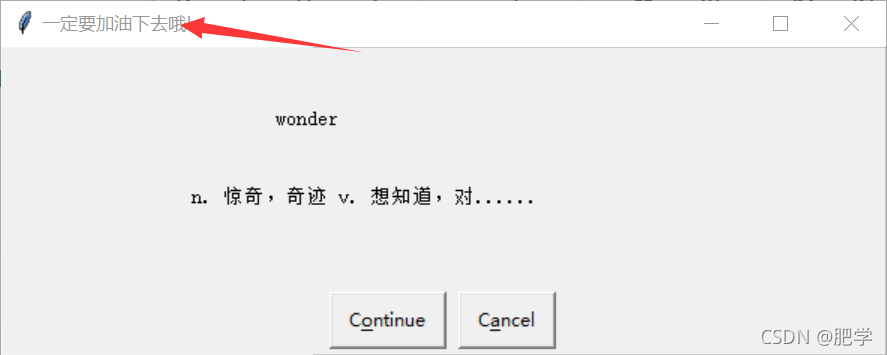 一定要加油下去哦!
wonder
n. 惊奇，奇迹 v. 想知道，对......
Continue Cancel
CSDN @肥学